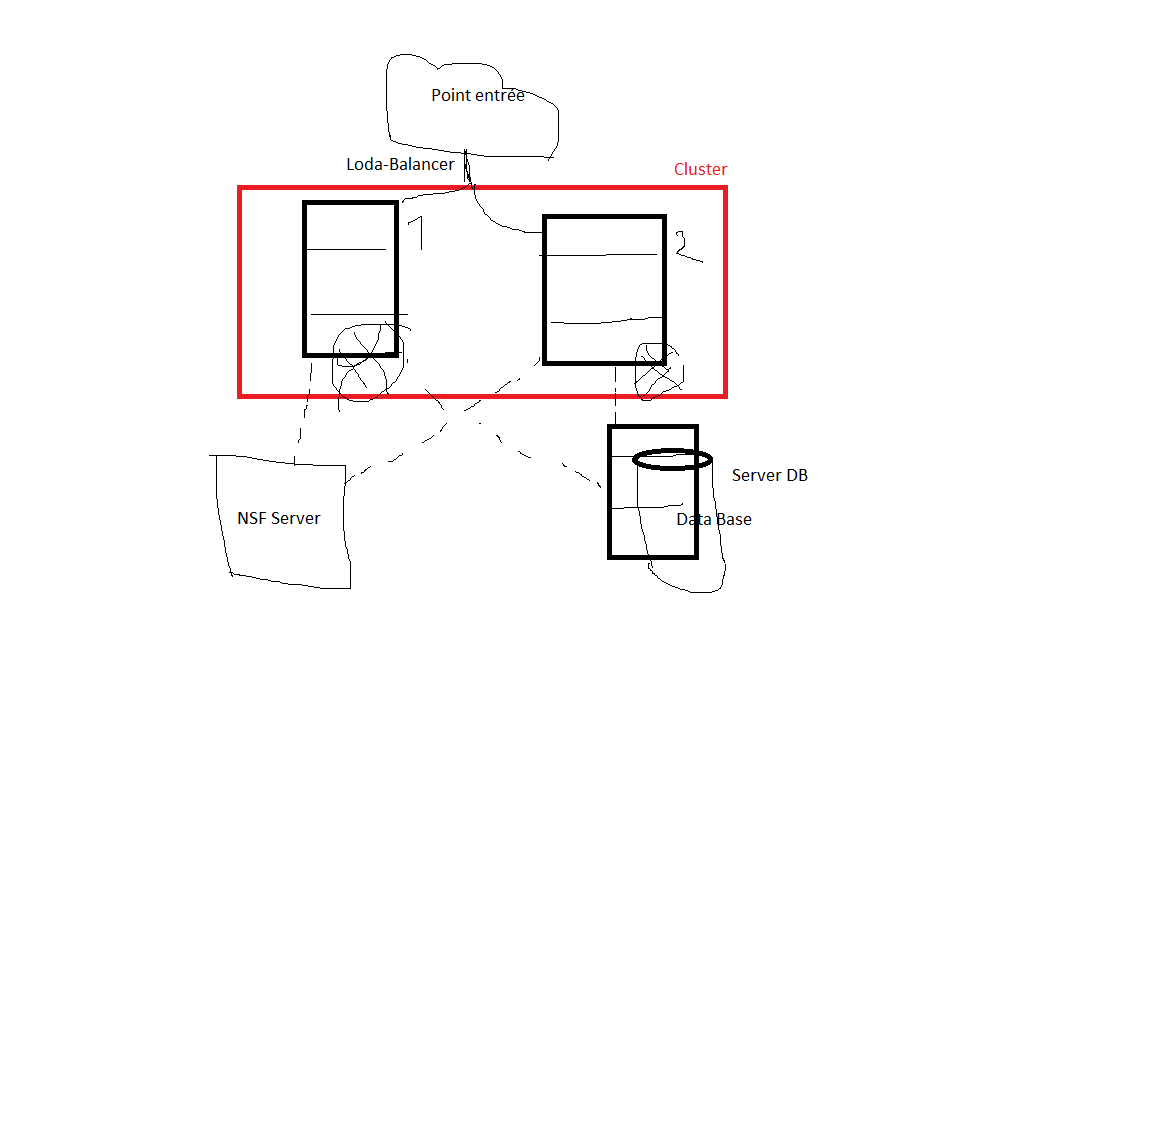 Point entrée
Loda-Balancer
Cluster
1
2
NSF Server
Server DB
Data Base